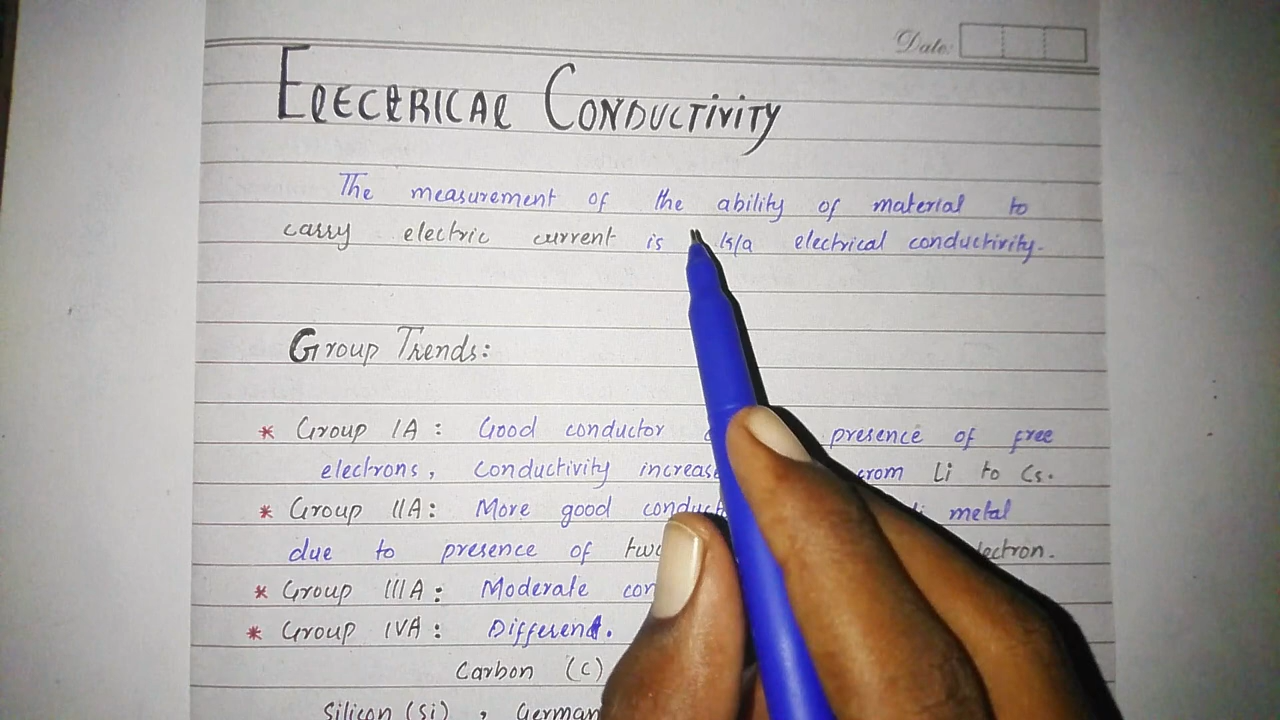 Date:
ELECTRICAL CONDUCTIVITY
The measurement of the ability of material to
carry electric current is k/a electrical conductivity.
Group Trends:
* Group IA: Good conductor presence of free
electrons, conductivity from Li to Cs.
* Group IIA: More good metal
due to presence of
* Group IIIA: Moderate
* Group IVA: Different.
Carbon (C)
Silicon (Si),